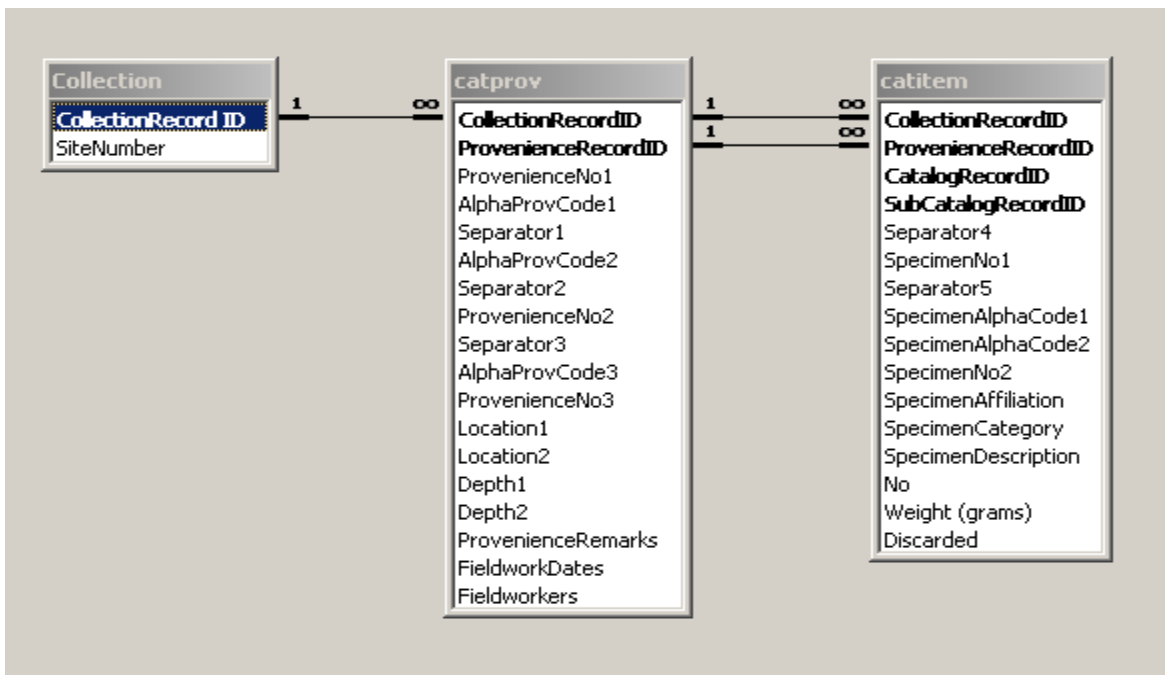 Collection
CollectionRecord ID
SiteNumber
1 ∞
catprov
CollectionRecordID
ProvenienceRecordID
ProvenienceNo1
AlphaProvCode1
Separator1
AlphaProvCode2
Separator2
ProvenienceNo2
Separator3
AlphaProvCode3
ProvenienceNo3
Location1
Location2
Depth1
Depth2
ProvenienceRemarks
FieldworkDates
Fieldworkers
1 ∞
1 ∞
catitem
CollectionRecordID
ProvenienceRecordID
CatalogRecordID
SubCatalogRecordID
Separator4
SpecimenNo1
Separator5
SpecimenAlphaCode1
SpecimenAlphaCode2
SpecimenNo2
SpecimenAffiliation
SpecimenCategory
SpecimenDescription
No
Weight (grams)
Discarded